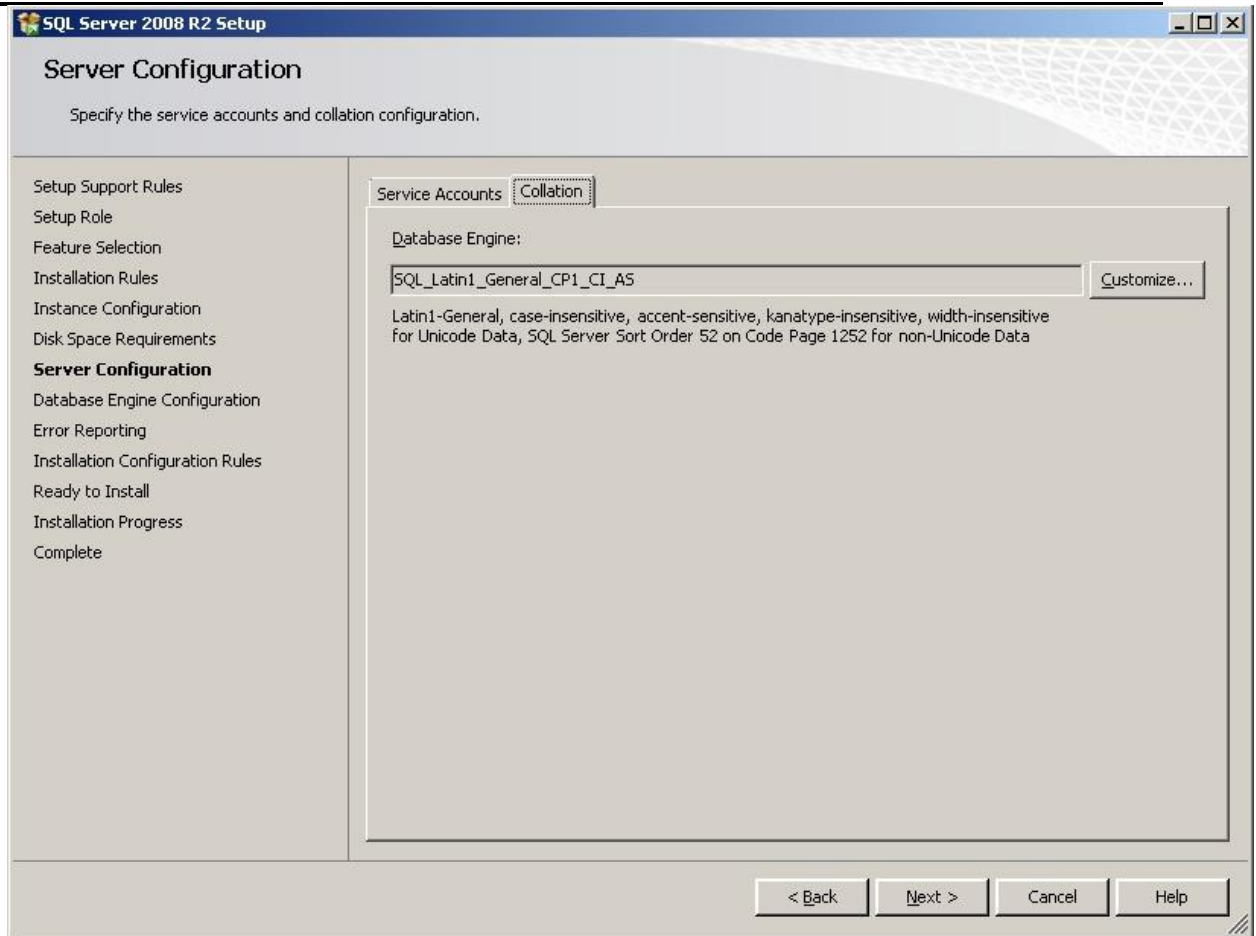 SQL Server 2008 R2 Setup
Server Configuration
Specify the service accounts and collation configuration.
Setup Support Rules
Setup Role
Feature Selection
Installation Rules
Instance Configuration
Disk Space Requirements
Server Configuration
Database Engine Configuration
Error Reporting
Installation Configuration Rules
Ready to Install
Installation Progress
Complete
Service Accounts
Collation
Database Engine:
SQL_Latin1_General_CP1_CI_AS
Customize...
Latin1-General, case-insensitive, accent-sensitive, kanatype-insensitive, width-insensitive
for Unicode Data, SQL Server Sort Order 52 on Code Page 1252 for non-Unicode Data
< Back
Next >
Cancel
Help